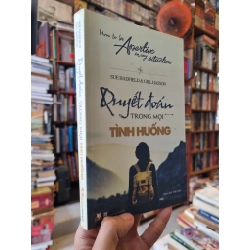 How to be
Assertive
in any situation
SUE HADFIELD & GILL HASSON
Quyết đoán
TRONG MỌI
TÌNH HUỐNG